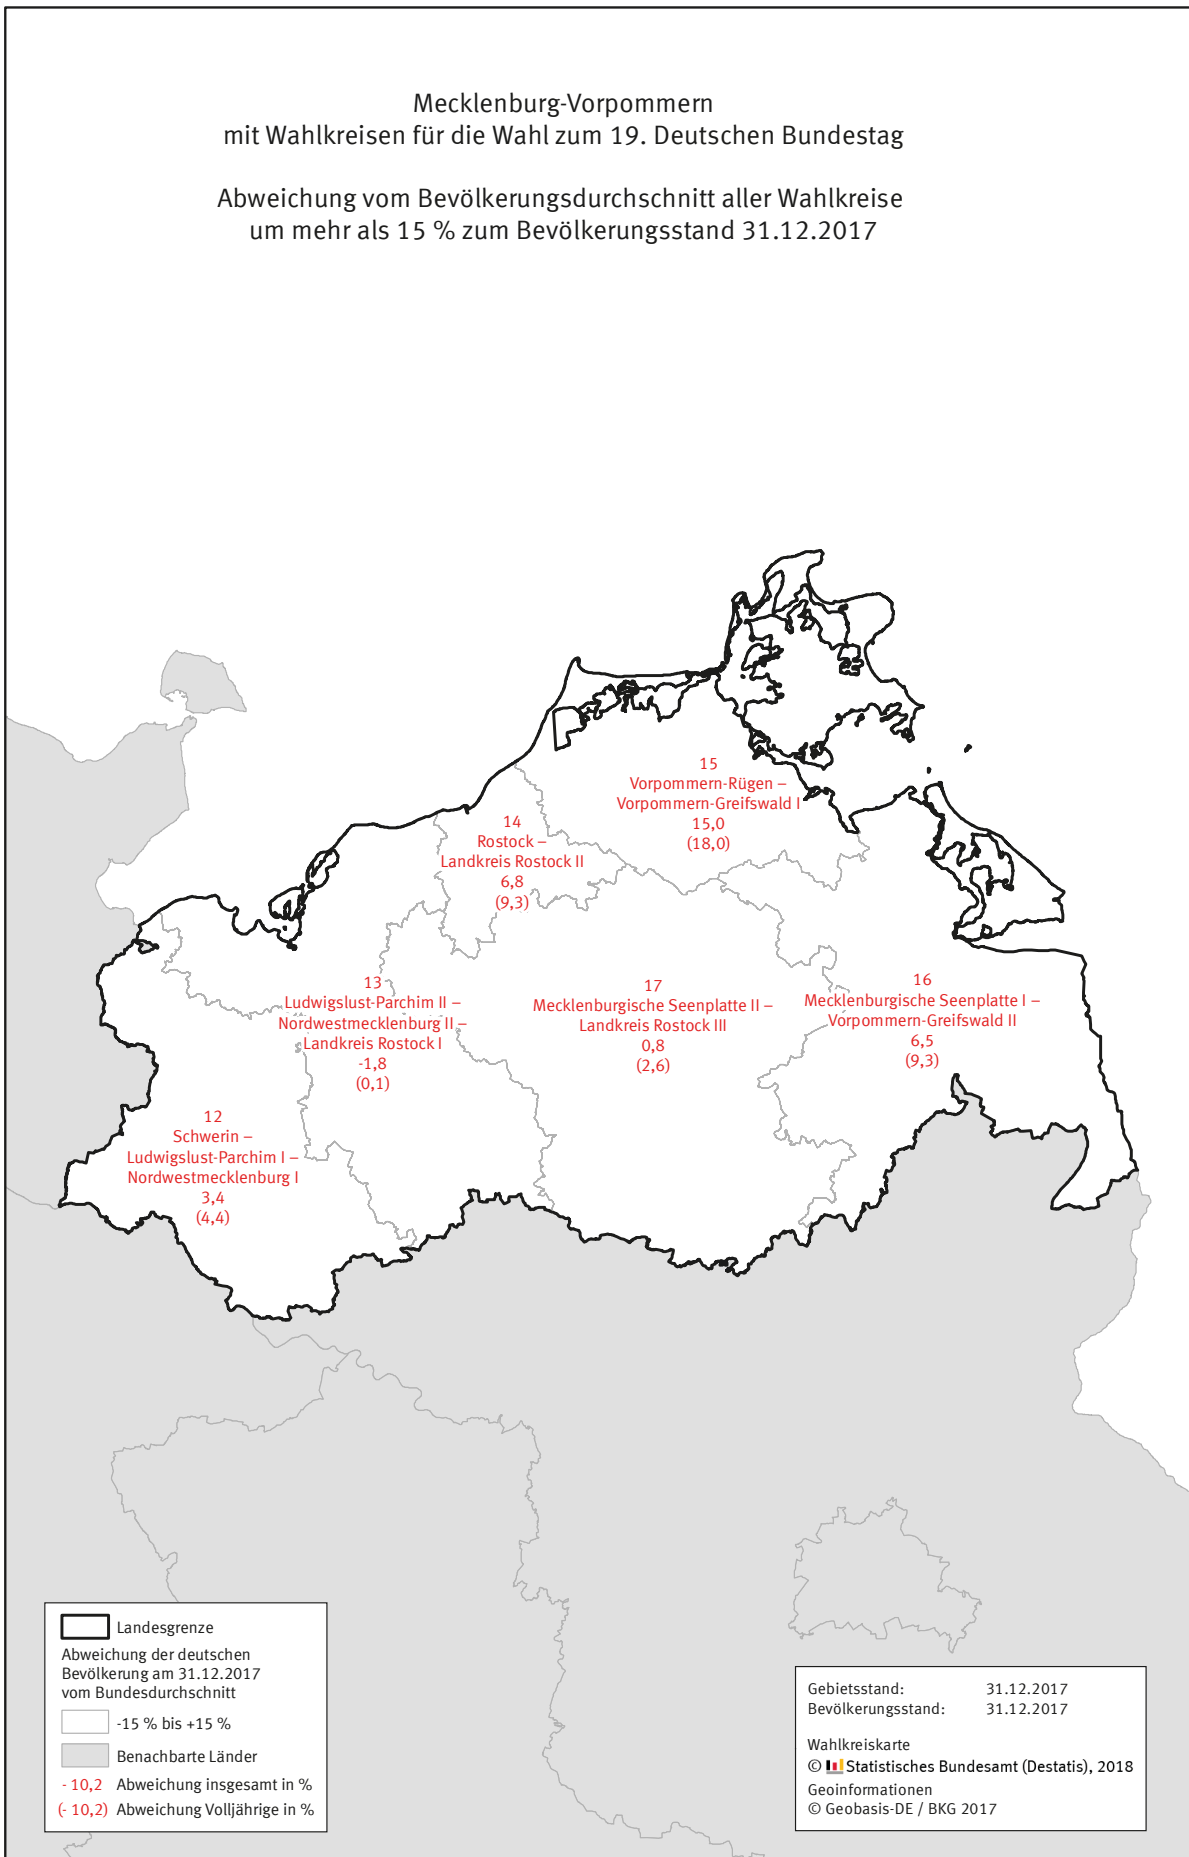 Mecklenburg-Vorpommern
mit Wahlkreisen für die Wahl zum 19. Deutschen Bundestag
Abweichung vom Bevölkerungsdurchschnitt aller Wahlkreise
um mehr als 15 % zum Bevölkerungsstand 31.12.2017
15
Vorpommern-Rügen –
Vorpommern-Greifswald I
15,0
(18,0)
14
Rostock –
Landkreis Rostock II
6,8
(9,3)
13
Ludwigslust-Parchim II –
Nordwestmecklenburg II –
Landkreis Rostock I
-1,8
(0,1)
17
Mecklenburgische Seenplatte II –
Landkreis Rostock III
0,8
(2,6)
16
Mecklenburgische Seenplatte I –
Vorpommern-Greifswald II
6,5
(9,3)
12
Schwerin –
Ludwigslust-Parchim I –
Nordwestmecklenburg I
3,4
(4,4)
Landesgrenze
Abweichung der deutschen
Bevölkerung am 31.12.2017
vom Bundesdurchschnitt
-15 % bis +15 %
Benachbarte Länder
- 10,2 Abweichung insgesamt in %
(- 10,2) Abweichung Volljährige in %
Gebietsstand: 31.12.2017
Bevölkerungsstand: 31.12.2017
Wahlkreiskarte
© Statistisches Bundesamt (Destatis), 2018
Geoinformationen
© Geobasis-DE / BKG 2017